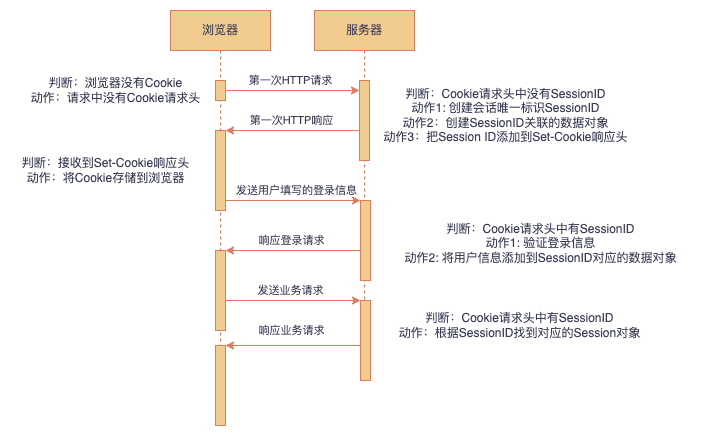 浏览器
服务器
判断：浏览器没有Cookie
动作：请求中没有Cookie请求头
第一次HTTP请求
判断：Cookie请求头中没有SessionID
动作1: 创建会话唯一标识SessionID
动作2：创建SessionID关联的数据对象
动作3：把Session ID添加到Set-Cookie响应头
第一次HTTP响应
判断：接收到Set-Cookie响应头
动作：将Cookie存储到浏览器
发送用户填写的登录信息
判断：Cookie请求头中有SessionID
动作1: 验证登录信息
动作2: 将用户信息添加到SessionID对应的数据对象
响应登录请求
发送业务请求
判断：Cookie请求头中有SessionID
动作：根据SessionID找到对应的Session对象
响应业务请求